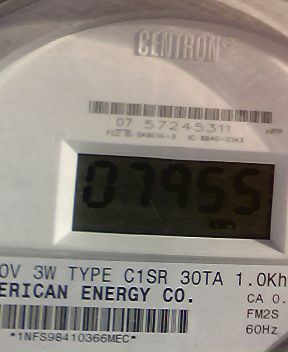 CENTRON®
07 57245311
07955
kWh
0V 3W TYPE C1SR 30TA 1.0Kh
ERICAN ENERGY CO.
CA 0.
FM2S
60Hz
*1NFS98410366MEC*